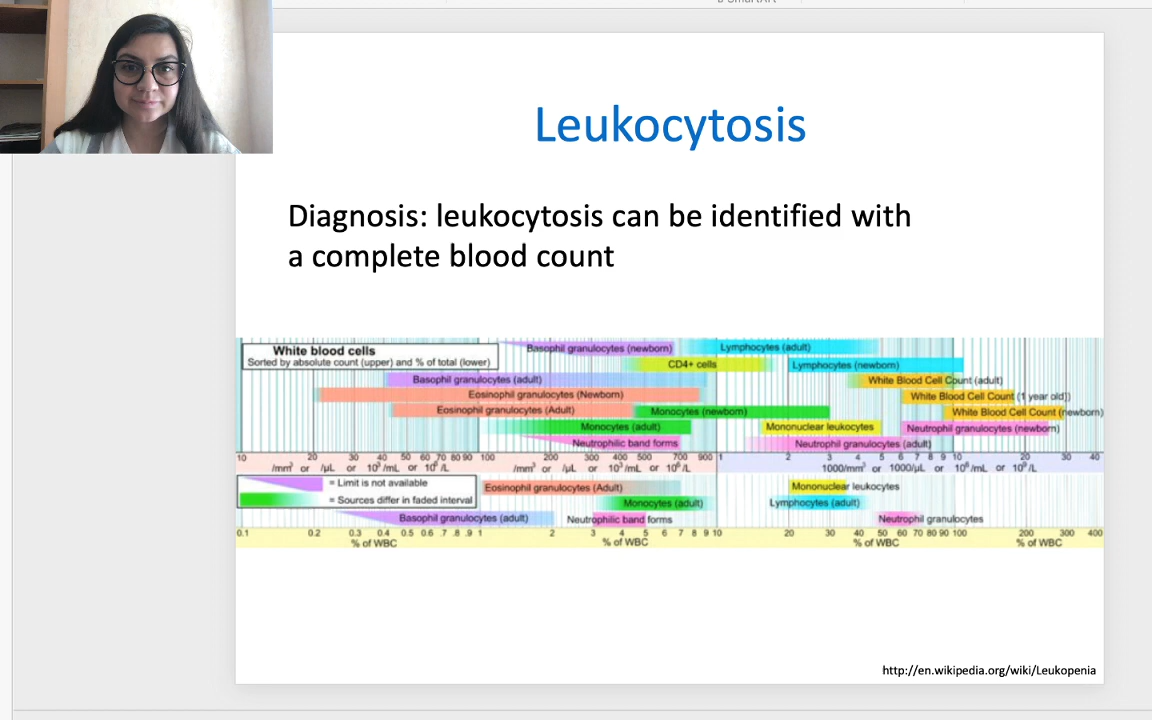 Leukocytosis
Diagnosis: leukocytosis can be identified with
a complete blood count
White blood cells
Sorted by absolute count (upper) and % of total (lower)
Basophil granulocytes (newborn)
Lymphocytes (adult)
CD4+ cells
Lymphocytes (newborn)
Basophil granulocytes (adult)
White Blood Cell Count (adult)
Eosinophil granulocytes (Newborn)
White Blood Cell Count (1 year old)
Eosinophil granulocytes (Adult)
Monocytes (newborn)
White Blood Cell Count (newborn)
Monocytes (adult)
Mononuclear leukocytes
Neutrophil granulocytes (newborn)
Neutrophilic band forms
Neutrophil granulocytes (adult)
10 20 30 40 50 60 70 80 90 100 200 300 400 500 700 900 1 2 3 4 5 6 7 8 9 10 20 30 40
/mm³ or /µL or 10³/mL or 10⁶/L /mm³ or /µL or 10³/mL or 10⁶/L 1000/mm³ or 1000/µL or 10⁶/mL or 10⁹/L
= Limit is not available
= Sources differ in faded interval
Eosinophil granulocytes (Adult)
Mononuclear leukocytes
Monocytes (adult)
Lymphocytes (adult)
Basophil granulocytes (adult)
Neutrophilic band forms
Neutrophil granulocytes
0.1 0.2 0.3 0.4 0.5 0.6 .7 .8 .9 1 2 3 4 5 6 7 8 9 10 20 30 40 50 60 70 80 90 100 200 300 400
% of WBC % of WBC % of WBC % of WBC
http://en.wikipedia.org/wiki/Leukopenia